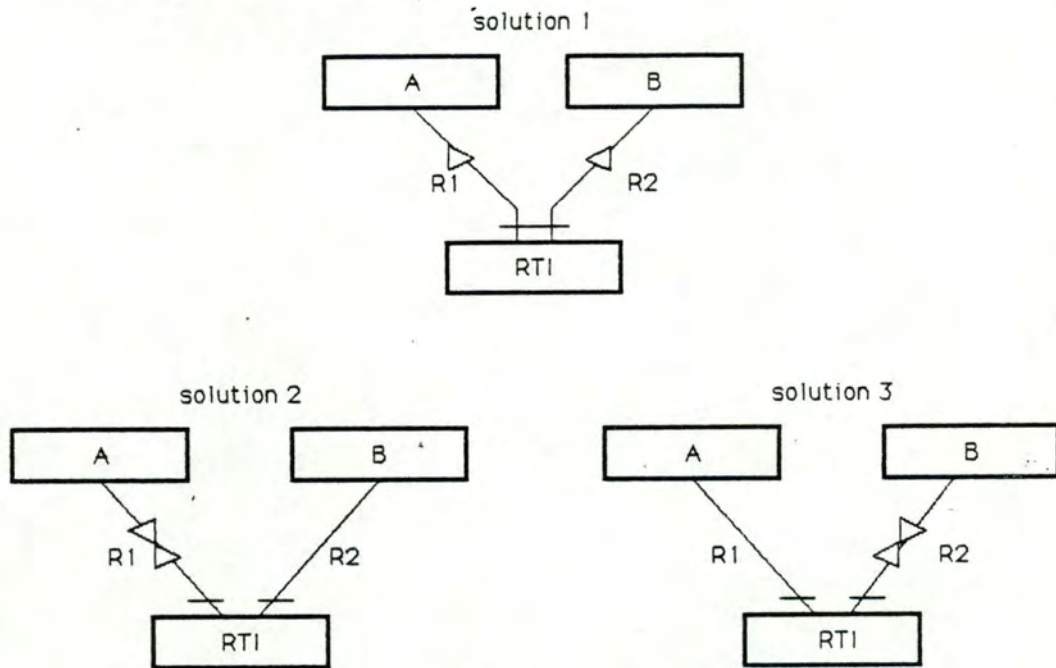 solution 1
A B
R1 R2
RTI
solution 2 solution 3
A B A B
R1 R2 R1 R2
RTI RTI